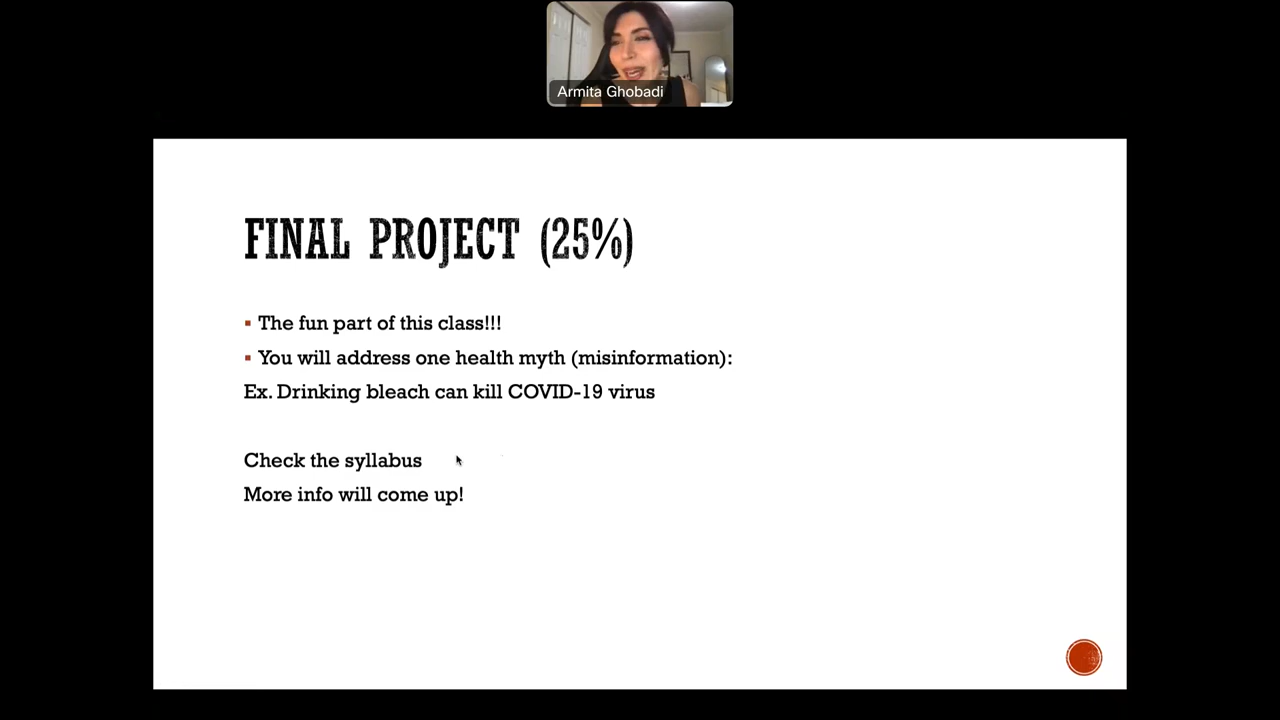 Armita Ghobadi
FINAL PROJECT (25%)
▪ The fun part of this class!!!
▪ You will address one health myth (misinformation):
Ex. Drinking bleach can kill COVID-19 virus
Check the syllabus
More info will come up!